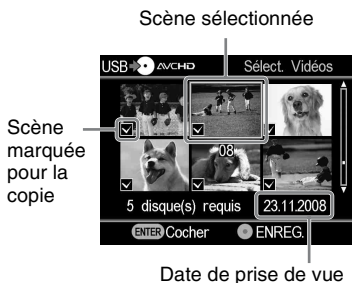 Scène sélectionnée
USB AVCHD Sélect. Vidéos
Scène
marquée
pour la
copie
08
5 disque(s) requis 23.11.2008
ENTER Cocher ENREG.
Date de prise de vue